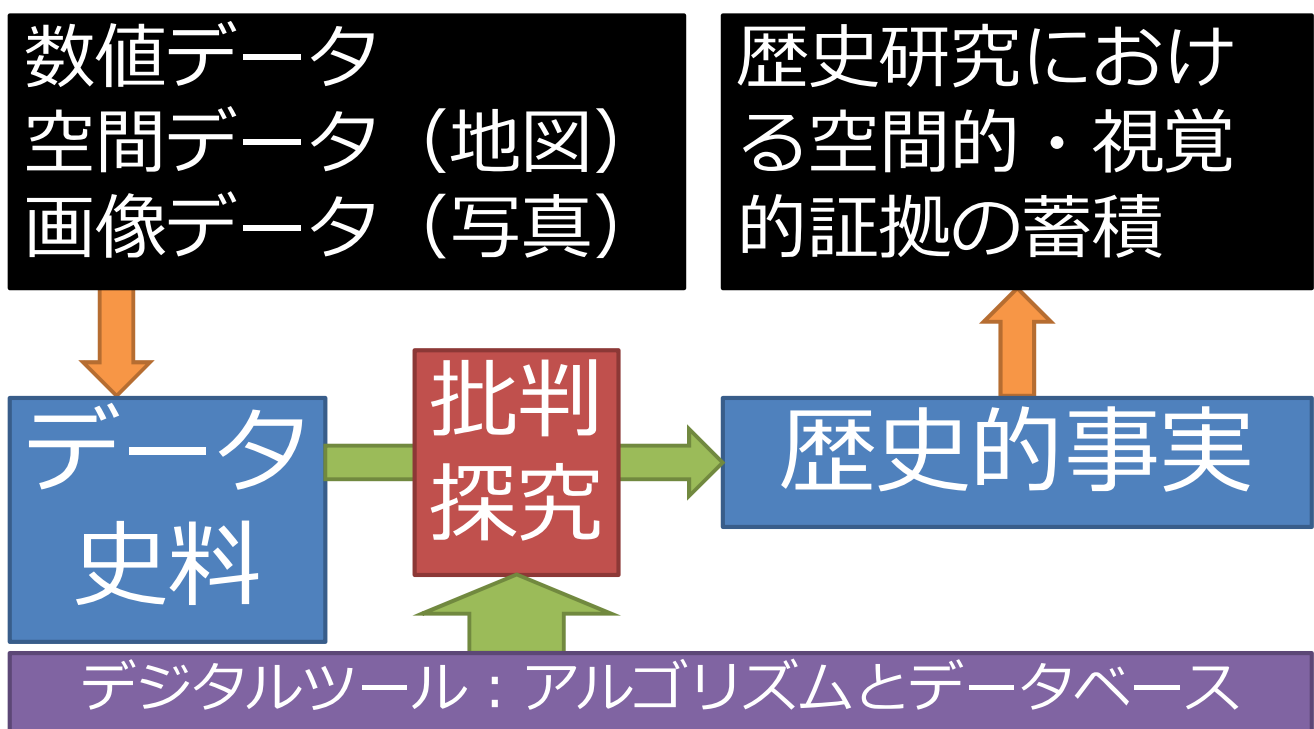 数値データ
空間データ（地図）
画像データ（写真）
歴史研究におけ
る空間的・視覚
的証拠の蓄積
データ
史料
批判
探究
歴史的事実
デジタルツール：アルゴリズムとデータベース